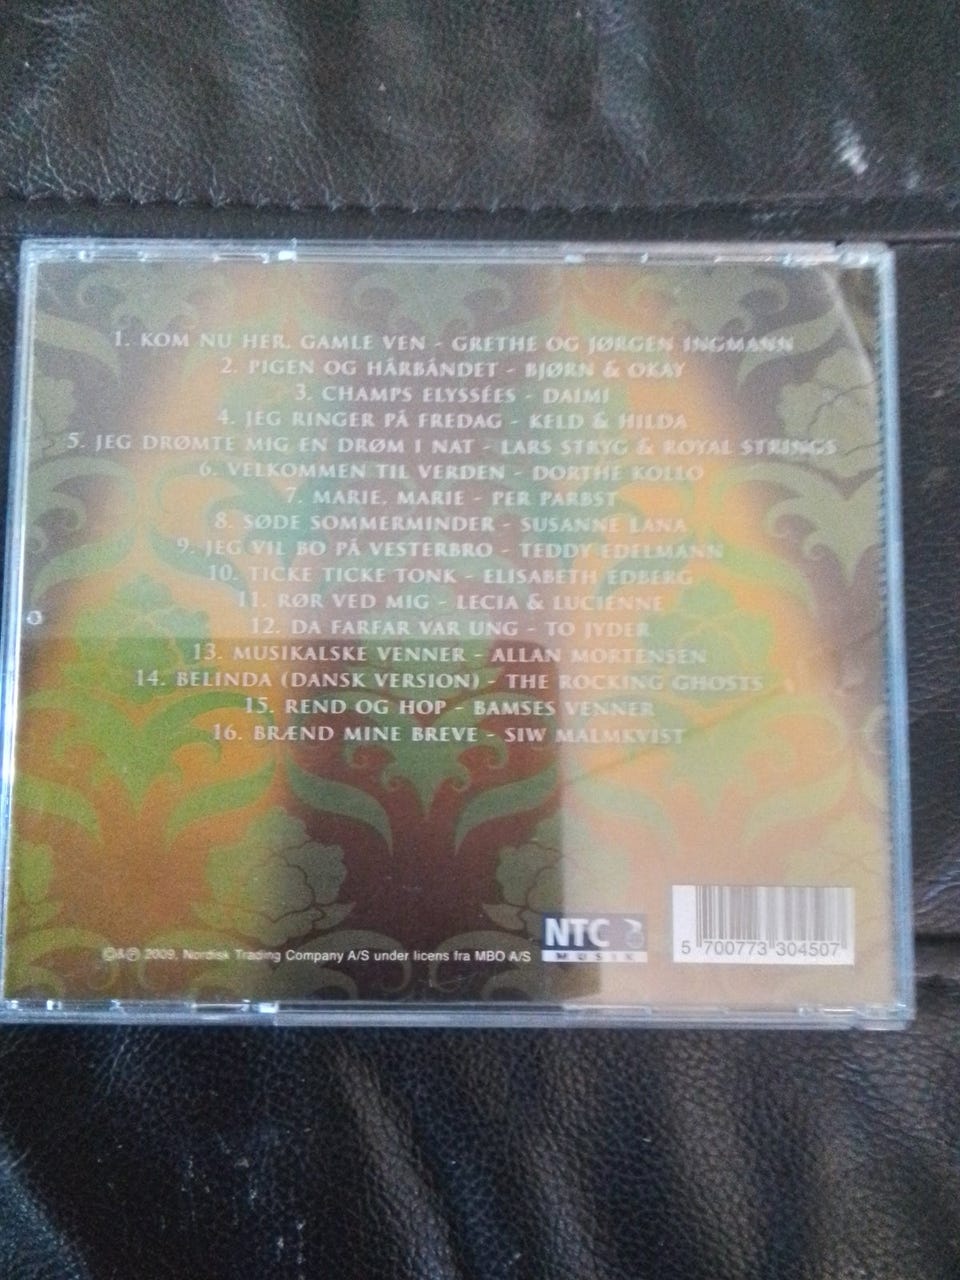 1. KOM NU HER, GAMLE VEN - GRETHE OG JØRGEN INGMANN
2. PIGEN OG HÅRBÅNDET - BJØRN & OKAY
3. CHAMPS ELYSSÉES - DAIMI
4. JEG RINGER PÅ FREDAG - KELD & HILDA
5. JEG DRØMTE MIG EN DRØM I NAT - LARS STRYG & ROYAL STRINGS
6. VELKOMMEN TIL VERDEN - DORTHE KOLLO
7. MARIE, MARIE - PER PARBST
8. SØDE SOMMERMINDER - SUSANNE LANA
9. JEG VIL BO PÅ VESTERBRO - TEDDY EDELMANN
10. TICKE TICKE TONK - ELISABETH EDBERG
11. RØR VED MIG - LECIA & LUCIENNE
12. DA FARFAR VAR UNG - TO JYDER
13. MUSIKALSKE VENNER - ALLAN MORTENSEN
14. BELINDA (DANSK VERSION) - THE ROCKING GHOSTS
15. REND OG HOP - BAMSES VENNER
16. BRÆND MINE BREVE - SIW MALMKVIST
©&℗ 2009, Nordisk Trading Company A/S under licens fra MBO A/S
NTC
MUSIK
5 700773 304507